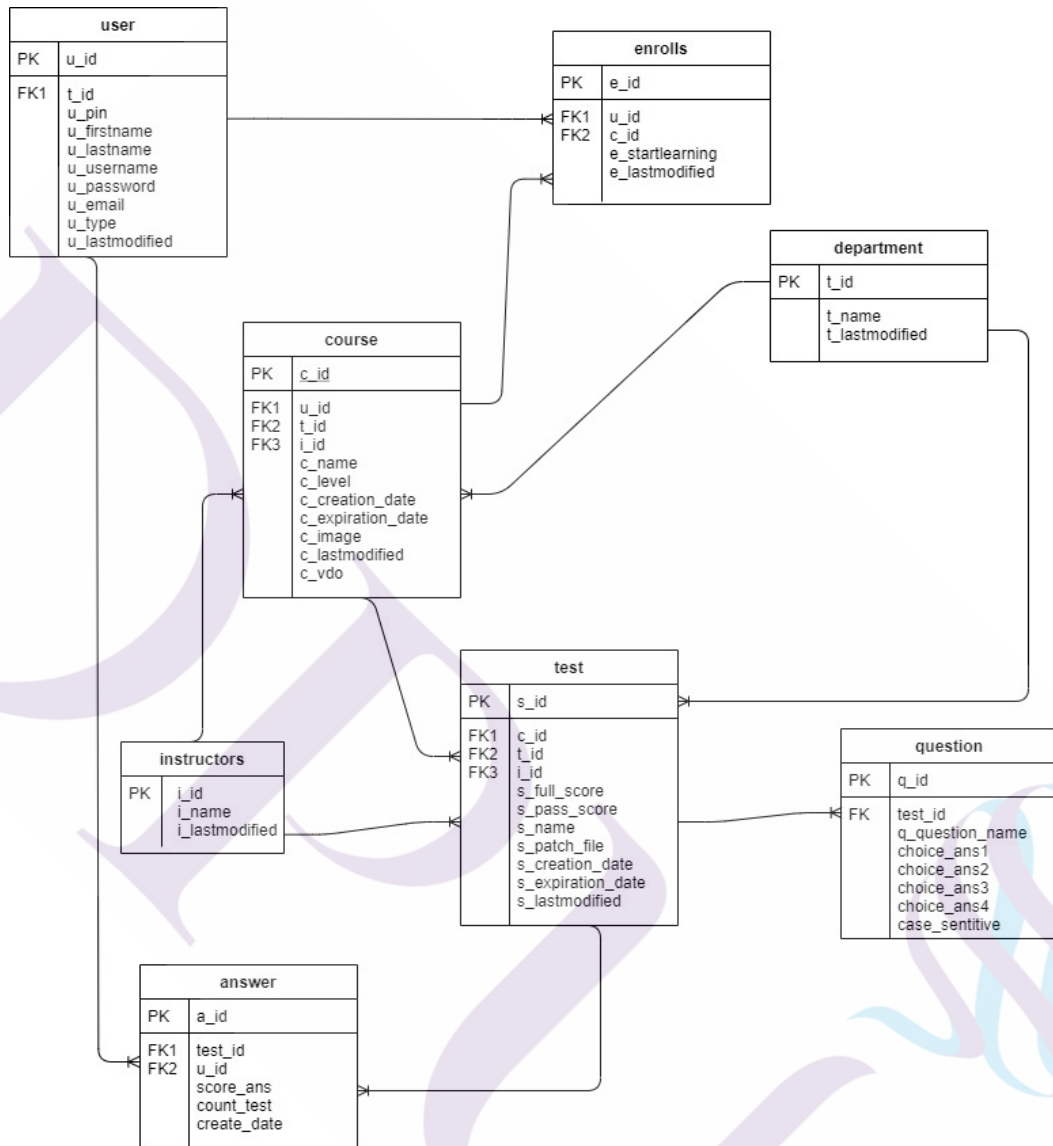 user
PK u_id
FK1 t_id
u_pin
u_firstname
u_lastname
u_username
u_password
u_email
u_type
u_lastmodified
enrolls
PK e_id
FK1 u_id
FK2 c_id
e_startlearning
e_lastmodified
department
PK t_id
t_name
t_lastmodified
course
PK c_id
FK1 u_id
FK2 t_id
FK3 i_id
c_name
c_level
c_creation_date
c_expiration_date
c_image
c_lastmodified
c_vdo
test
PK s_id
FK1 c_id
FK2 t_id
FK3 i_id
s_full_score
s_pass_score
s_name
s_patch_file
s_creation_date
s_expiration_date
s_lastmodified
instructors
PK i_id
i_name
i_lastmodified
question
PK q_id
FK test_id
q_question_name
choice_ans1
choice_ans2
choice_ans3
choice_ans4
case_sentitive
answer
PK a_id
FK1 test_id
FK2 u_id
score_ans
count_test
create_date